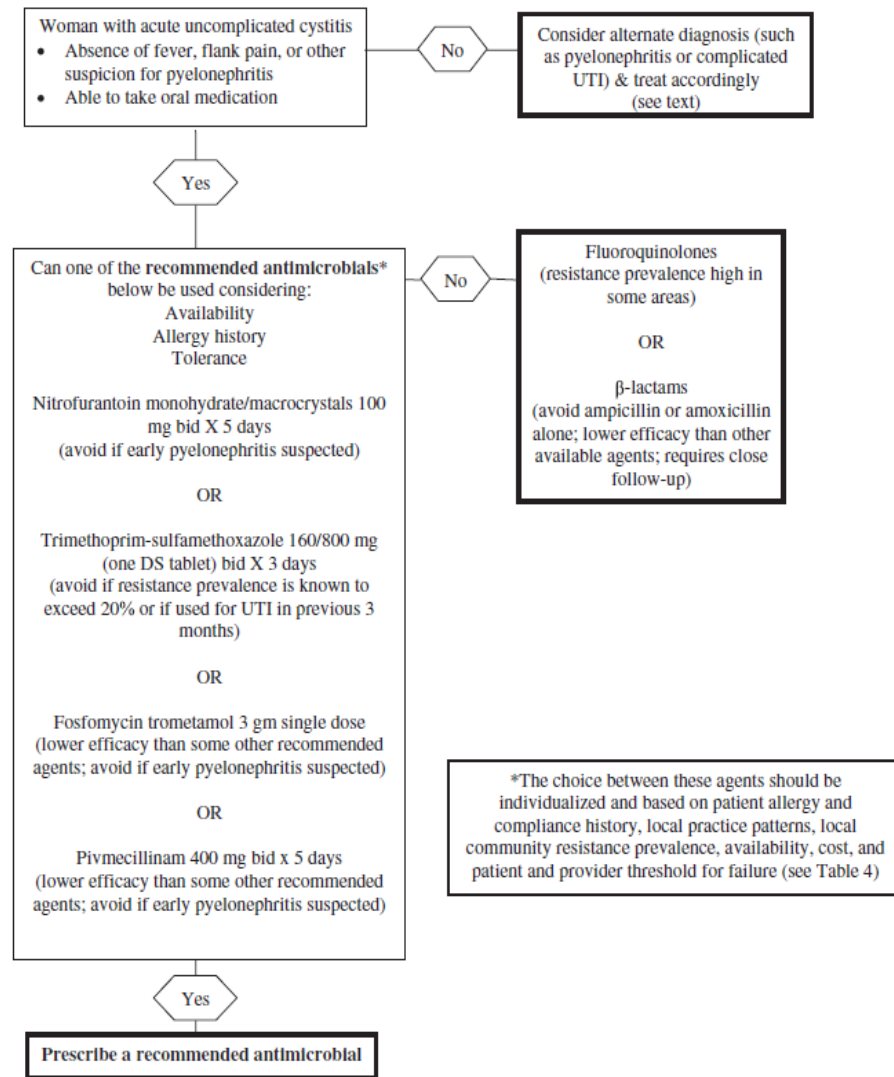 Woman with acute uncomplicated cystitis
• Absence of fever, flank pain, or other
suspicion for pyelonephritis
• Able to take oral medication
No
Consider alternate diagnosis (such
as pyelonephritis or complicated
UTI) & treat accordingly
(see text)
Yes
Can one of the recommended antimicrobials*
below be used considering:
Availability
Allergy history
Tolerance
Nitrofurantoin monohydrate/macrocrystals 100
mg bid X 5 days
(avoid if early pyelonephritis suspected)
OR
Trimethoprim-sulfamethoxazole 160/800 mg
(one DS tablet) bid X 3 days
(avoid if resistance prevalence is known to
exceed 20% or if used for UTI in previous 3
months)
OR
Fosfomycin trometamol 3 gm single dose
(lower efficacy than some other recommended
agents; avoid if early pyelonephritis suspected)
OR
Pivmecillinam 400 mg bid x 5 days
(lower efficacy than some other recommended
agents; avoid if early pyelonephritis suspected)
No
Fluoroquinolones
(resistance prevalence high in
some areas)
OR
β-lactams
(avoid ampicillin or amoxicillin
alone; lower efficacy than other
available agents; requires close
follow-up)
*The choice between these agents should be
individualized and based on patient allergy and
compliance history, local practice patterns, local
community resistance prevalence, availability, cost, and
patient and provider threshold for failure (see Table 4)
Yes
Prescribe a recommended antimicrobial